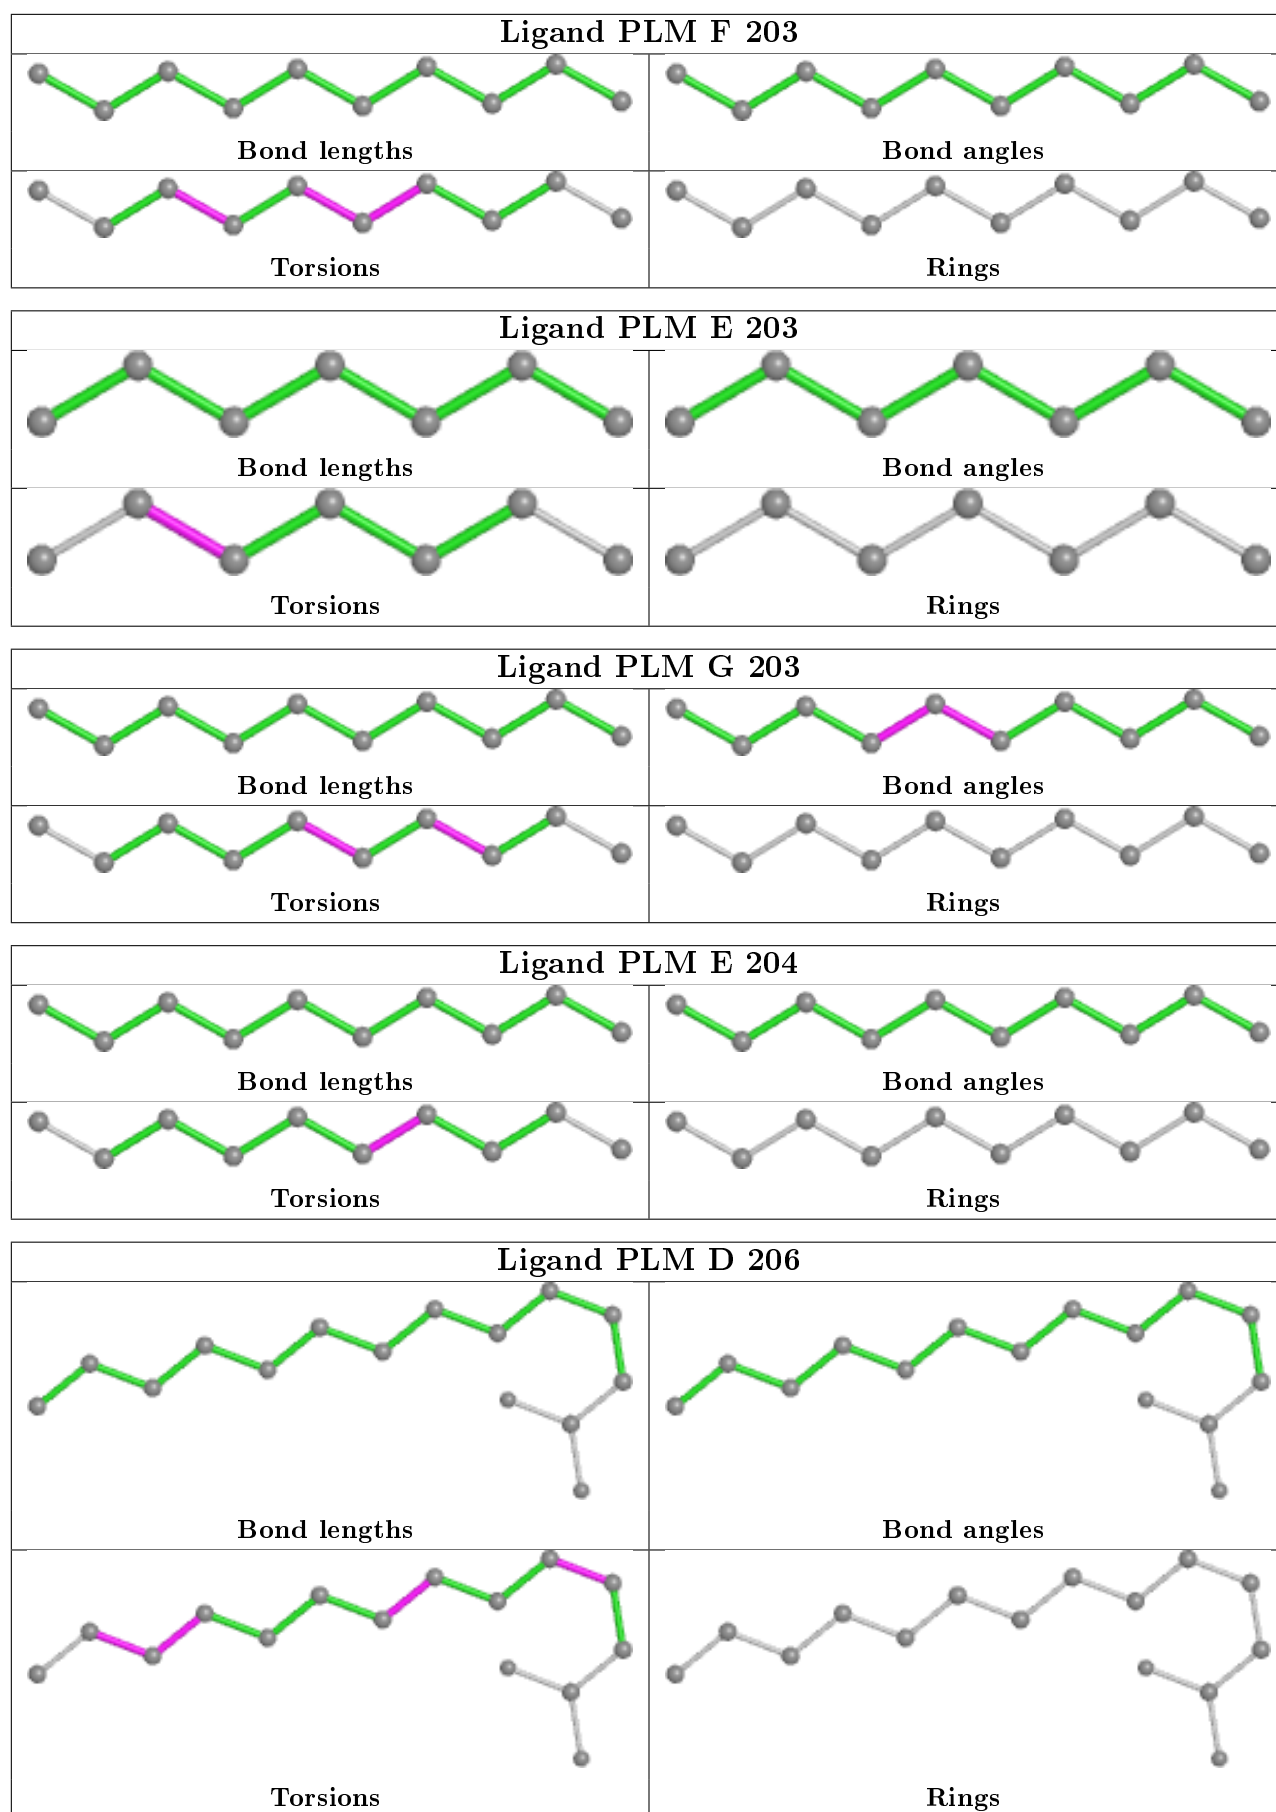 Ligand PLM F 203
Bond lengths
Bond angles
Torsions
Rings
Ligand PLM E 203
Bond lengths
Bond angles
Torsions
Rings
Ligand PLM G 203
Bond lengths
Bond angles
Torsions
Rings
Ligand PLM E 204
Bond lengths
Bond angles
Torsions
Rings
Ligand PLM D 206
Bond lengths
Bond angles
Torsions
Rings